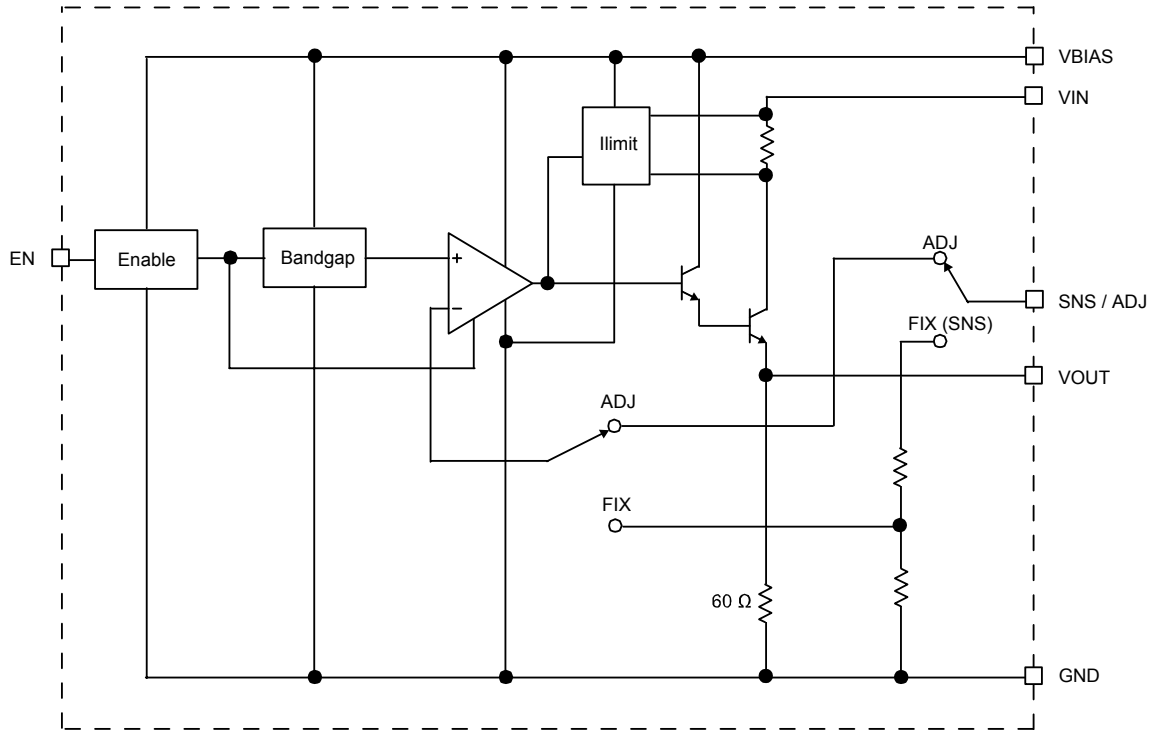 VBIAS
VIN
Ilimit
EN
Enable
Bandgap
+
−
ADJ
SNS / ADJ
FIX (SNS)
VOUT
ADJ
FIX
60 Ω
GND